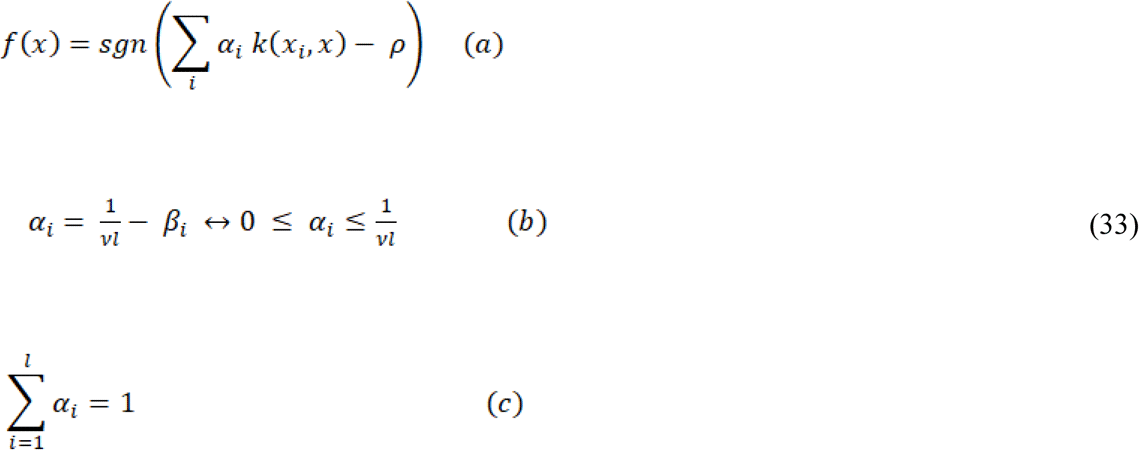 f(x) = sgn(∑_i α_i k(x_i, x) − ρ) (a)
α_i = 1/νl − β_i ↔ 0 ≤ α_i ≤ 1/νl (b) (33)
∑_{i=1}^{l} α_i = 1 (c)